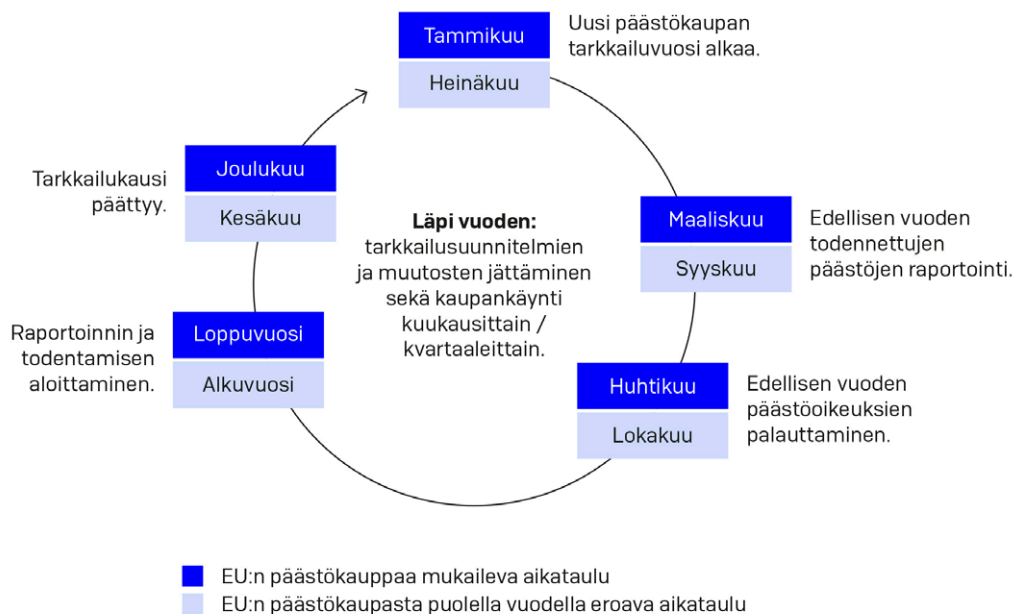 Tammikuu
Heinäkuu
Uusi päästökaupan
tarkkailuvuosi alkaa.
Maaliskuu
Syyskuu
Edellisen vuoden
todennettujen
päästöjen raportointi.
Huhtikuu
Lokakuu
Edellisen vuoden
päästöoikeuksien
palauttaminen.
Raportoinnin ja
todentamisen
aloittaminen.
Loppuvuosi
Alkuvuosi
Tarkkailukausi
päättyy.
Joulukuu
Kesäkuu
Läpi vuoden:
tarkkailusuunnitelmien
ja muutosten jättäminen
sekä kaupankäynti
kuukausittain /
kvartaaleittain.
EU:n päästökauppaa mukaileva aikataulu
EU:n päästökaupasta puolella vuodella eroava aikataulu